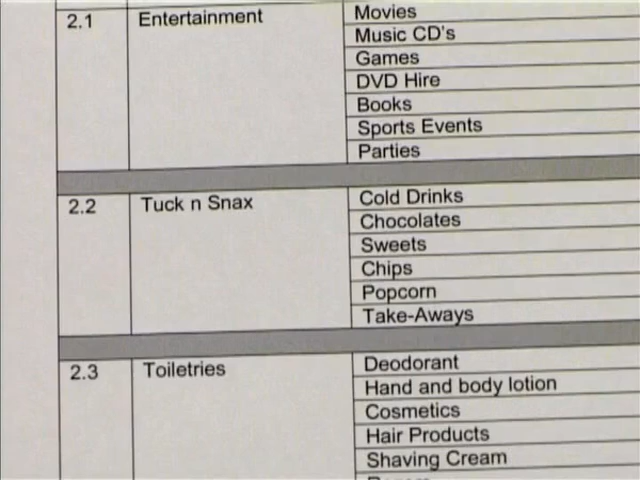 2.1 Entertainment Movies
Music CD's
Games
DVD Hire
Books
Sports Events
Parties
2.2 Tuck n Snax Cold Drinks
Chocolates
Sweets
Chips
Popcorn
Take-Aways
2.3 Toiletries Deodorant
Hand and body lotion
Cosmetics
Hair Products
Shaving Cream